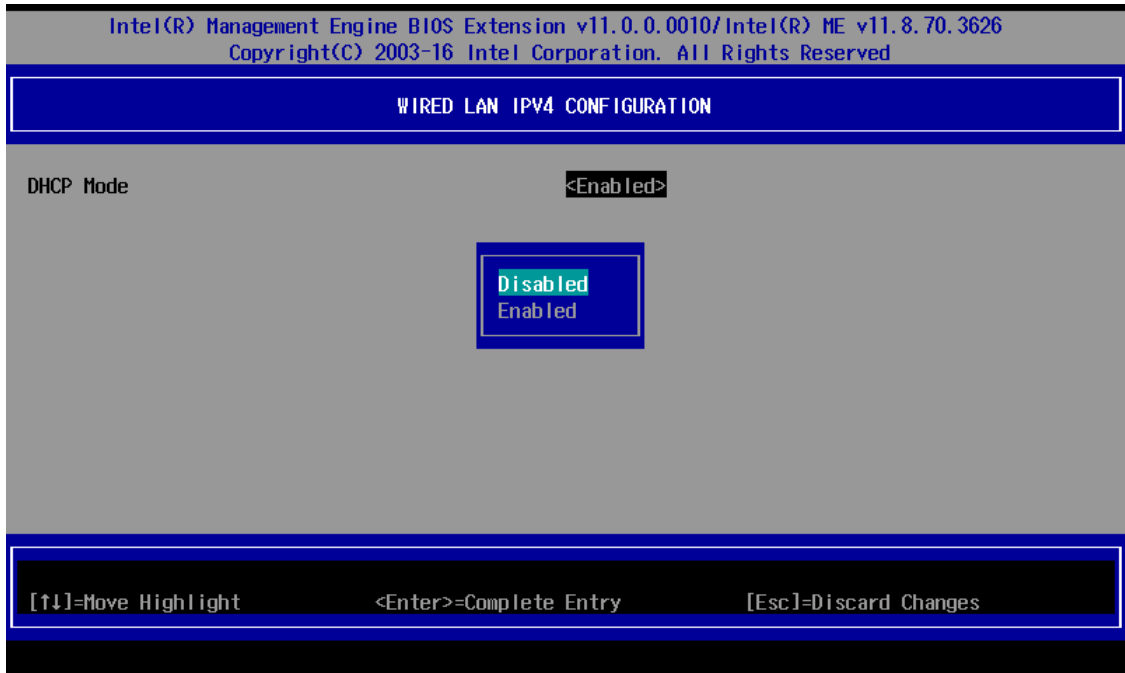 Intel(R) Management Engine BIOS Extension v11.0.0.0010/Intel(R) ME v11.8.70.3626
Copyright(C) 2003-16 Intel Corporation. All Rights Reserved
WIRED LAN IPV4 CONFIGURATION
DHCP Mode <Enabled>
Disabled
Enabled
[↑↓]=Move Highlight <Enter>=Complete Entry [Esc]=Discard Changes